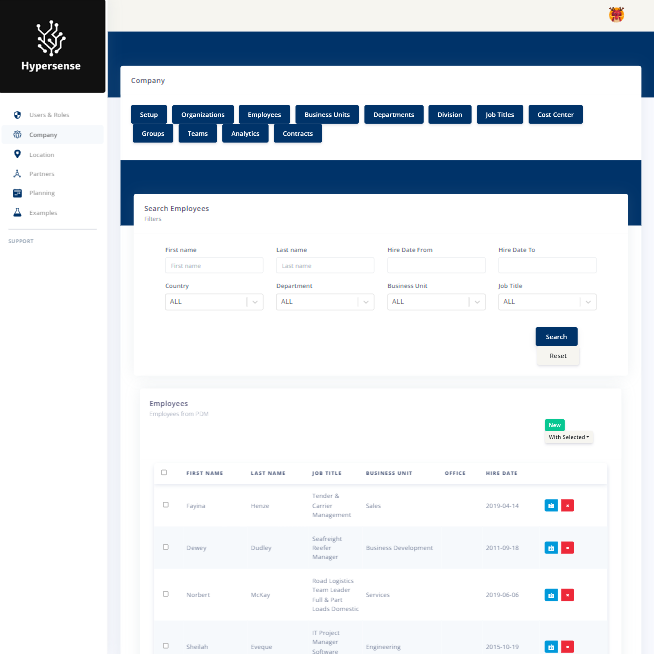 Hypersense
Users & Roles
Company
Location
Partners
Planning
Examples
SUPPORT
Company
Setup
Organizations
Employees
Business Units
Departments
Division
Job Titles
Cost Center
Groups
Teams
Analytics
Contracts
Search Employees
Filters
First name
Last name
Hire Date From
Hire Date To
First name
Last name
Country
Department
Business Unit
Job Title
ALL
ALL
ALL
ALL
Search
Reset
Employees
Employees from
New
With Selected
FIRST NAME
LAST NAME
JOB TITLE
BUSINESS UNIT
OFFICE
HIRE DATE
Fayina
Henze
Tender &
Carrier
Management
Sales
2019-04-14
Dewey
Dudley
Seafreight
Reefer
Manager
Business Development
2011-09-18
Norbert
McKay
Road Logistics
Team Leader
Full & Part
Loads Domestic
Services
2019-06-06
Sheilah
Eveque
IT Project
Manager
Software
Engineering
2015-10-19